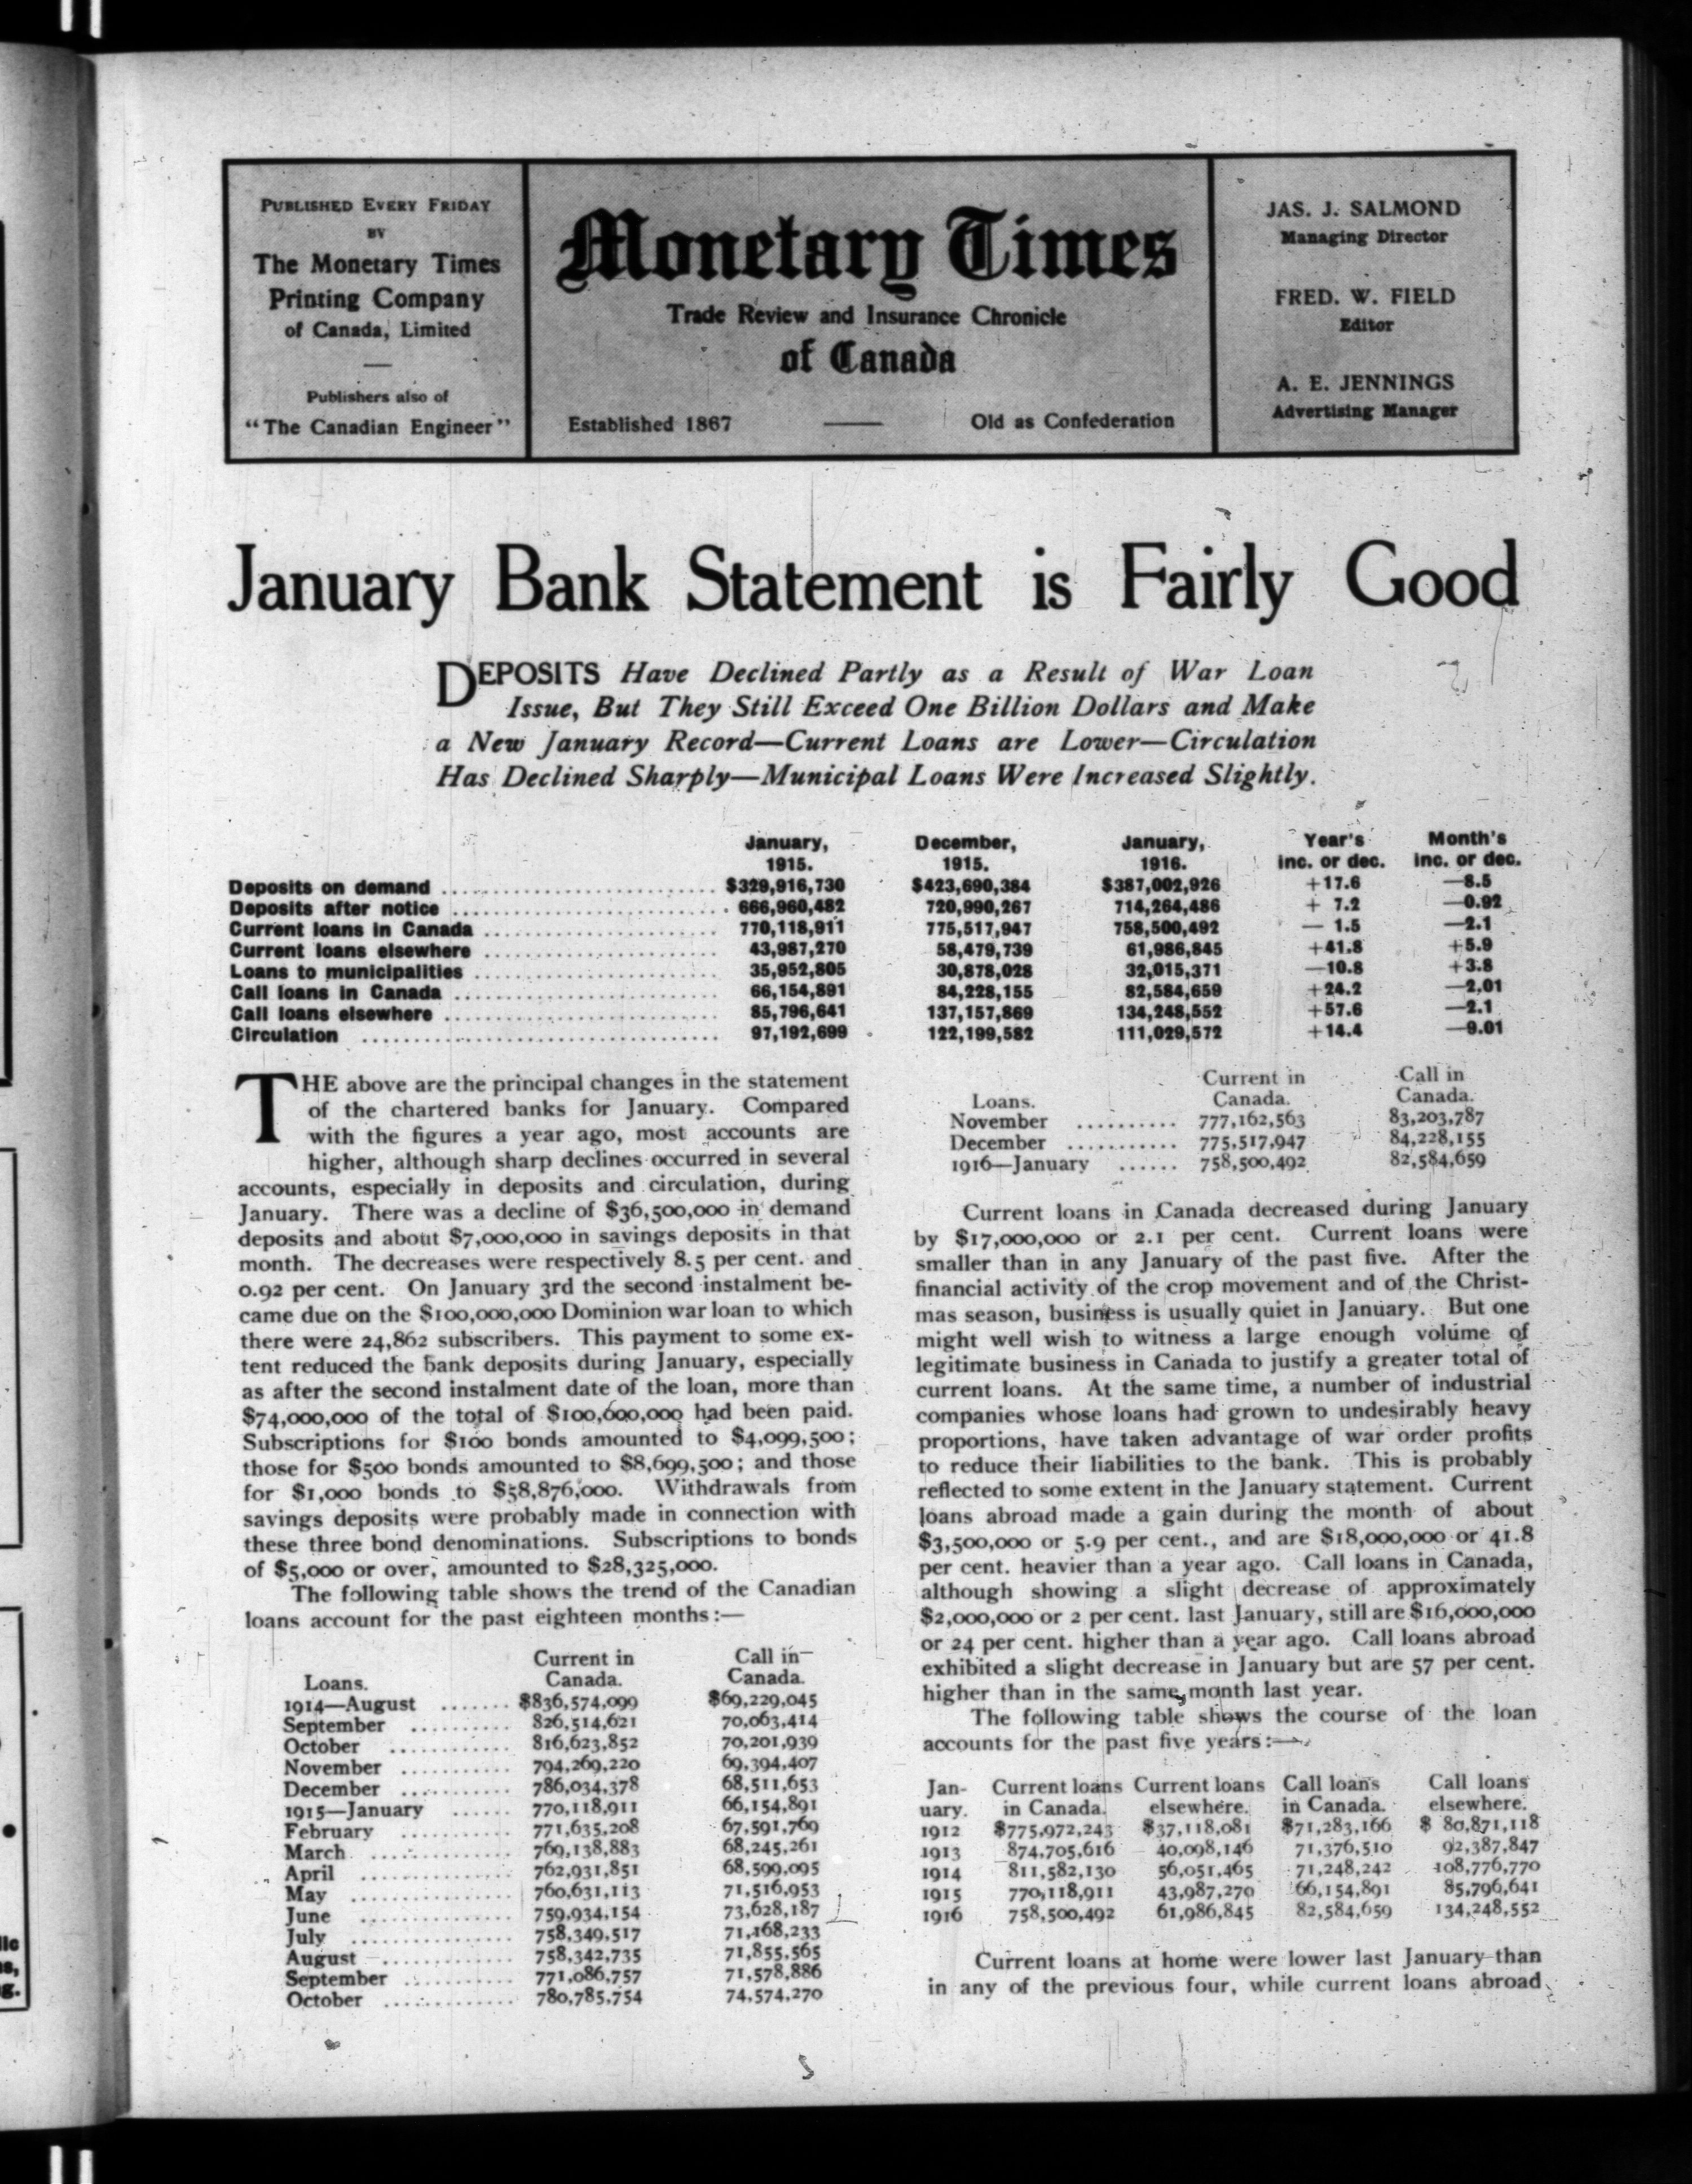 PUBLISHED EVERY FRIDAY
BY
The Monetary Times
Printing Company
of Canada, Limited
Publishers also of
"The Canadian Engineer"
Monetary Times
Trade Review and Insurance Chronicle
of Canada
Established 1867 Old as Confederation
JAS. J. SALMOND
Managing Director
FRED. W. FIELD
Editor
A. E. JENNINGS
Advertising Manager
January Bank Statement is Fairly Good
DEPOSITS Have Declined Partly as a Result of War Loan
Issue, But They Still Exceed One Billion Dollars and Make
a New January Record—Current Loans are Lower—Circulation
Has Declined Sharply—Municipal Loans Were Increased Slightly.
January, December, January, Year's Month's
1915. 1915. 1916. inc. or dec. inc. or dec.
Deposits on demand ........ $329,916,730 $423,690,384 $387,002,926 +17.6 —8.5
Deposits after notice ........ 666,960,482 720,990,267 714,264,486 + 7.2 —0.92
Current loans in Canada ........ 770,118,911 775,517,947 758,500,492 — 1.5 —2.1
Current loans elsewhere ........ 43,987,270 58,479,739 61,986,845 +41.8 +5.9
Loans to municipalities ........ 35,952,805 30,878,028 32,015,371 —10.8 +3.8
Call loans in Canada ........ 66,154,891 84,228,155 82,584,659 +24.2 —2,01
Call loans elsewhere ........ 85,796,641 137,157,869 134,248,552 +57.6 —2.1
Circulation ........ 97,192,699 122,199,582 111,029,572 +14.4 —9.01
THE above are the principal changes in the statement
of the chartered banks for January. Compared
with the figures a year ago, most accounts are
higher, although sharp declines occurred in several
accounts, especially in deposits and circulation, during
January. There was a decline of $36,500,000 in demand
deposits and about $7,000,000 in savings deposits in that
month. The decreases were respectively 8.5 per cent. and
0.92 per cent. On January 3rd the second instalment be-
came due on the $100,000,000 Dominion war loan to which
there were 24,862 subscribers. This payment to some ex-
tent reduced the bank deposits during January, especially
as after the second instalment date of the loan, more than
$74,000,000 of the total of $100,000,000 had been paid.
Subscriptions for $100 bonds amounted to $4,099,500;
those for $500 bonds amounted to $8,699,500; and those
for $1,000 bonds to $58,876,000. Withdrawals from
savings deposits were probably made in connection with
these three bond denominations. Subscriptions to bonds
of $5,000 or over, amounted to $28,325,000.
The following table shows the trend of the Canadian
loans account for the past eighteen months:—
Current in Call in
Loans. Canada. Canada.
1914—August ....... $836,574,099 $69,229,045
September .......... 826,514,621 70,063,414
October ............ 816,623,852 70,201,939
November ........... 794,269,220 69,394,407
December ........... 786,034,378 68,511,653
1915—January ...... 770,118,911 66,154,891
February ........... 771,635,208 67,591,769
March .............. 769,138,883 68,245,261
April .............. 762,931,851 68,599,095
May ................ 760,631,113 71,516,953
June ............... 759,934,154 73,628,187
July ............... 758,349,517 71,168,233
August ............. 758,342,735 71,855,565
September .......... 771,086,757 71,578,886
October ............ 780,785,754 74,574,270
Current in Call in
Loans. Canada. Canada.
November .......... 777,162,563 83,203,787
December ........... 775,517,947 84,228,155
1916—January ...... 758,500,492 82,584,659
Current loans in Canada decreased during January
by $17,000,000 or 2.1 per cent. Current loans were
smaller than in any January of the past five. After the
financial activity of the crop movement and of the Christ-
mas season, business is usually quiet in January. But one
might well wish to witness a large enough volume of
legitimate business in Canada to justify a greater total of
current loans. At the same time, a number of industrial
companies whose loans had grown to undesirably heavy
proportions, have taken advantage of war order profits
to reduce their liabilities to the bank. This is probably
reflected to some extent in the January statement. Current
loans abroad made a gain during the month of about
$3,500,000 or 5.9 per cent., and are $18,000,000 or 41.8
per cent. heavier than a year ago. Call loans in Canada,
although showing a slight decrease of approximately
$2,000,000 or 2 per cent. last January, still are $16,000,000
or 24 per cent. higher than a year ago. Call loans abroad
exhibited a slight decrease in January but are 57 per cent.
higher than in the same month last year.
The following table shows the course of the loan
accounts for the past five years:—
Jan- Current loans Current loans Call loans Call loans
uary. in Canada. elsewhere. in Canada. elsewhere.
1912 $775,972,243 $37,118,081 $71,283,166 $ 80,871,118
1913 874,705,616 40,098,146 71,376,510 92,387,847
1914 811,582,130 56,051,465 71,248,242 108,776,770
1915 770,118,911 43,987,270 66,154,891 85,796,641
1916 758,500,492 61,986,845 82,584,659 134,248,552
Current loans at home were lower last January than
in any of the previous four, while current loans abroad